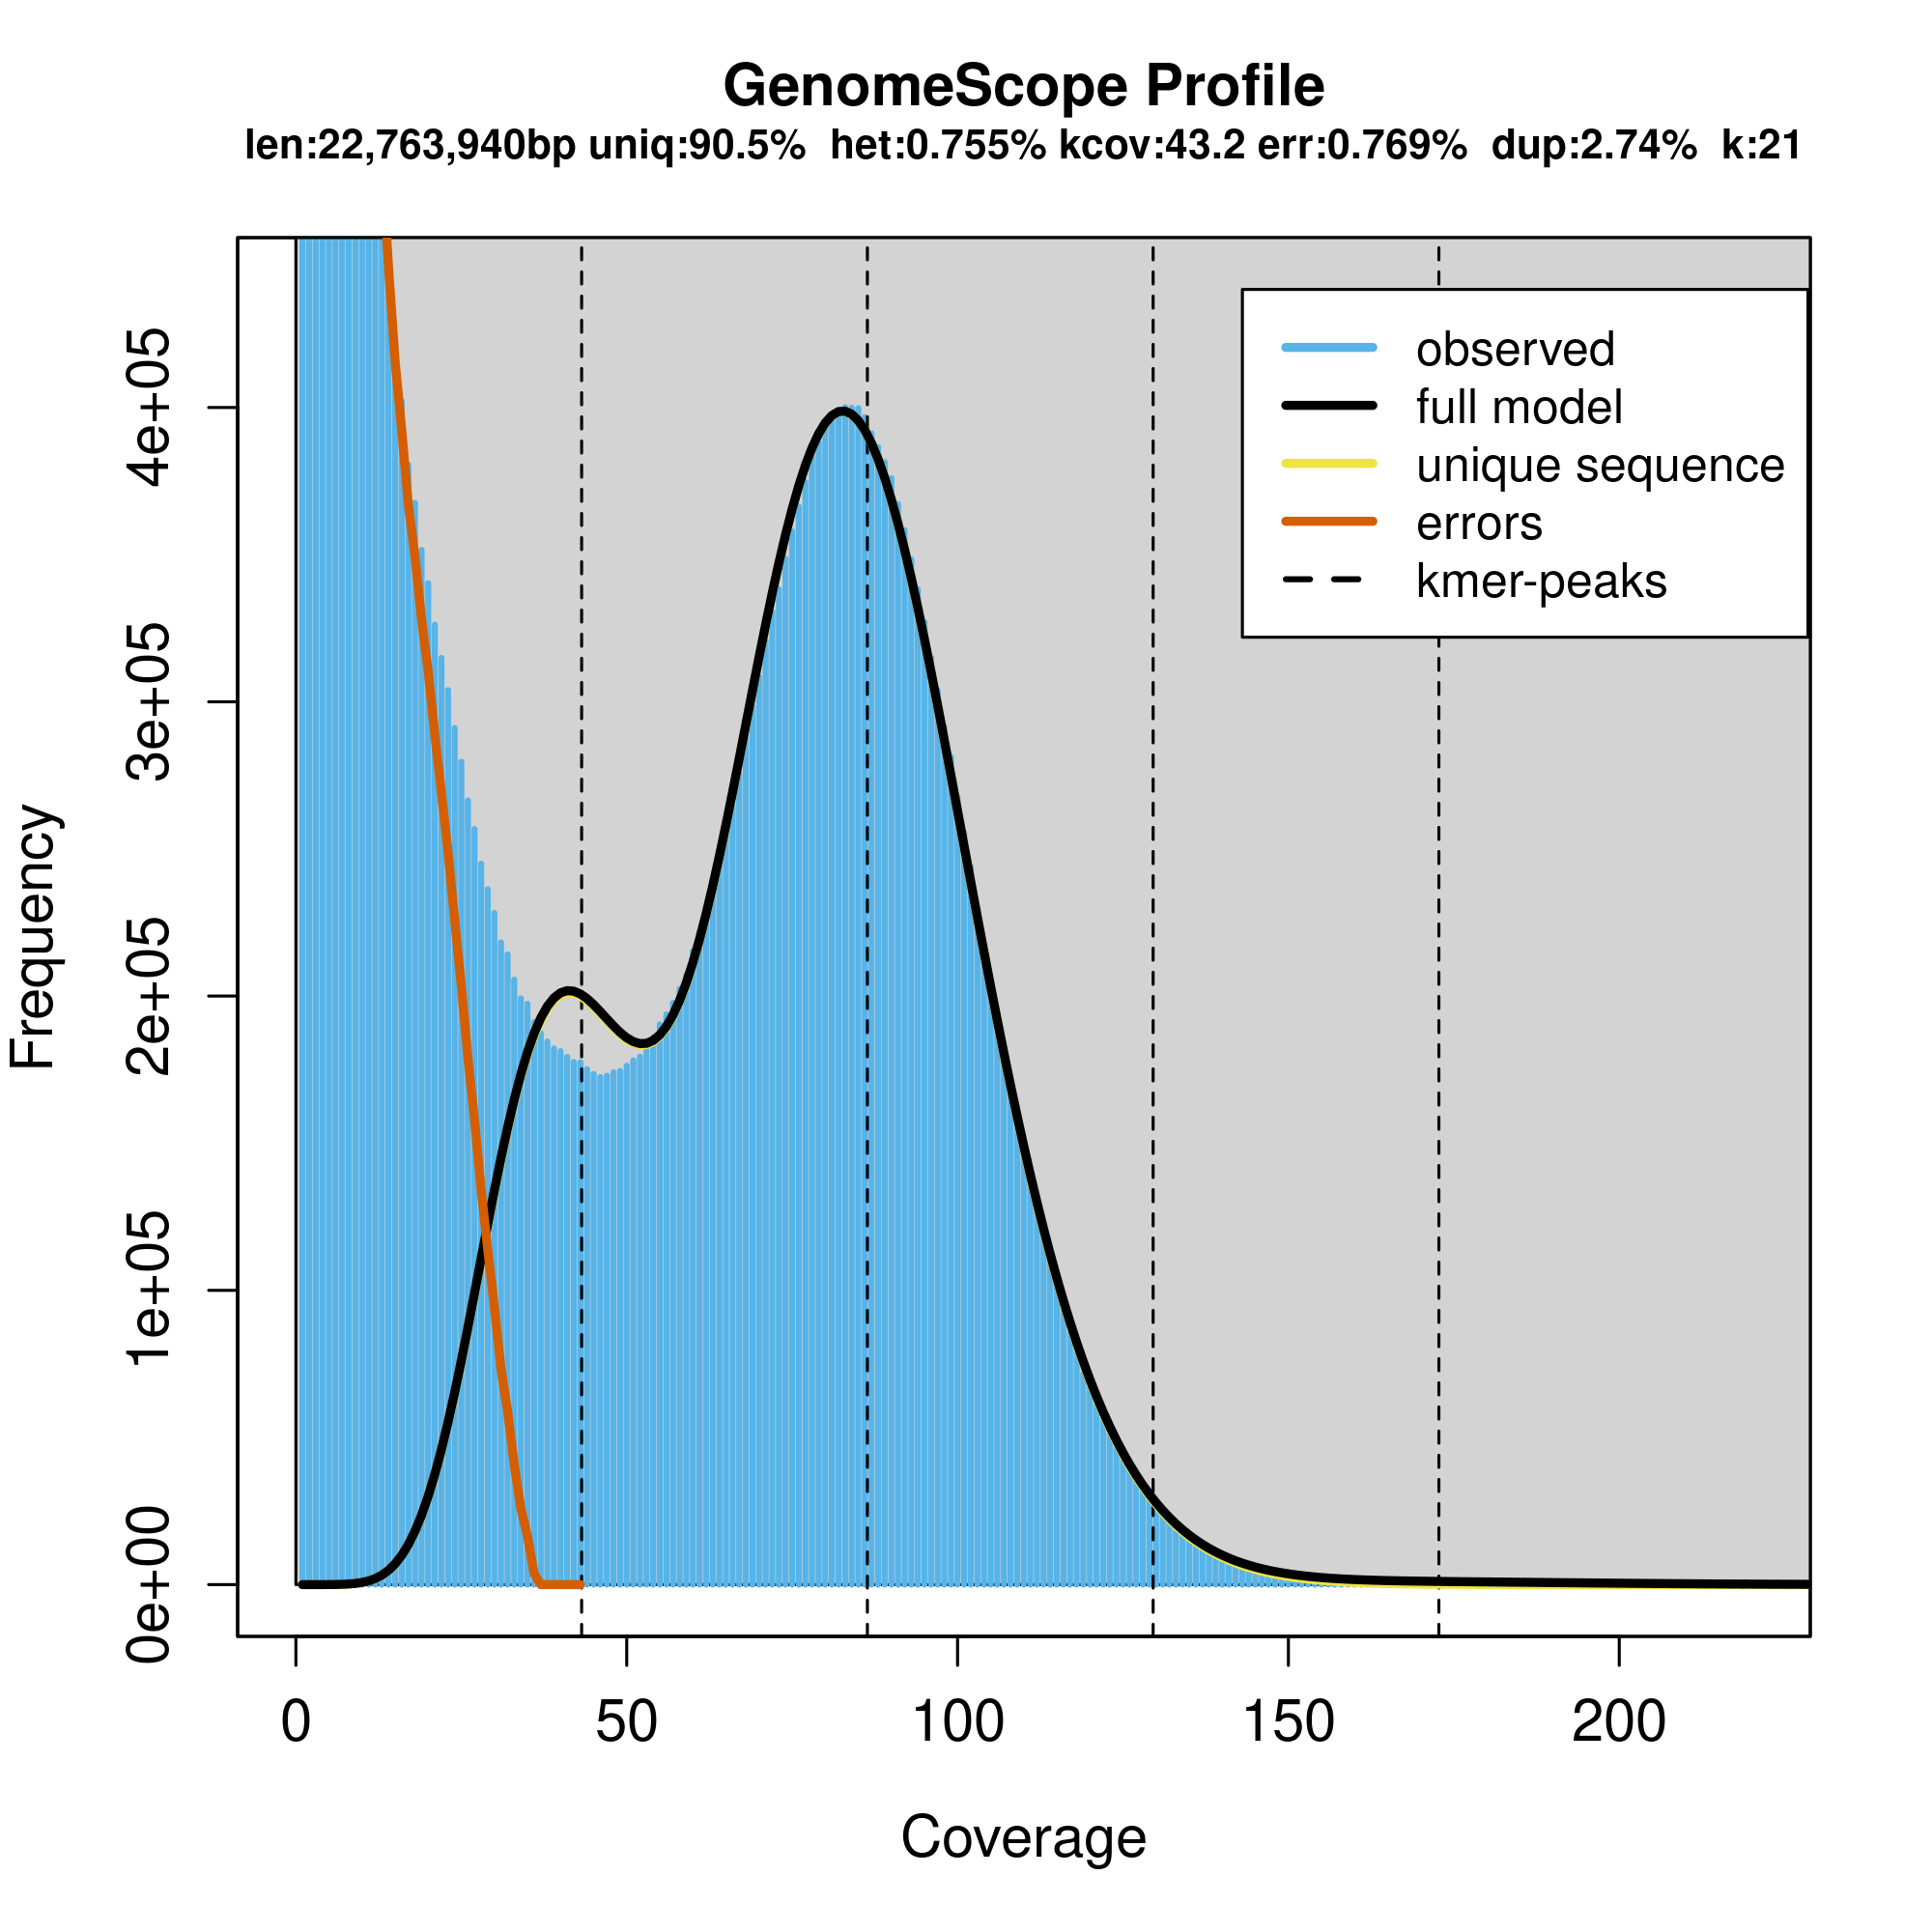 GenomeScope Profile
len:22,763,940bp uniq:90.5% het:0.755% kcov:43.2 err:0.769% dup:2.74% k:21
observed
full model
unique sequence
errors
kmer-peaks
Frequency
4e+05
3e+05
2e+05
1e+05
0e+00
0 50 100 150 200
Coverage